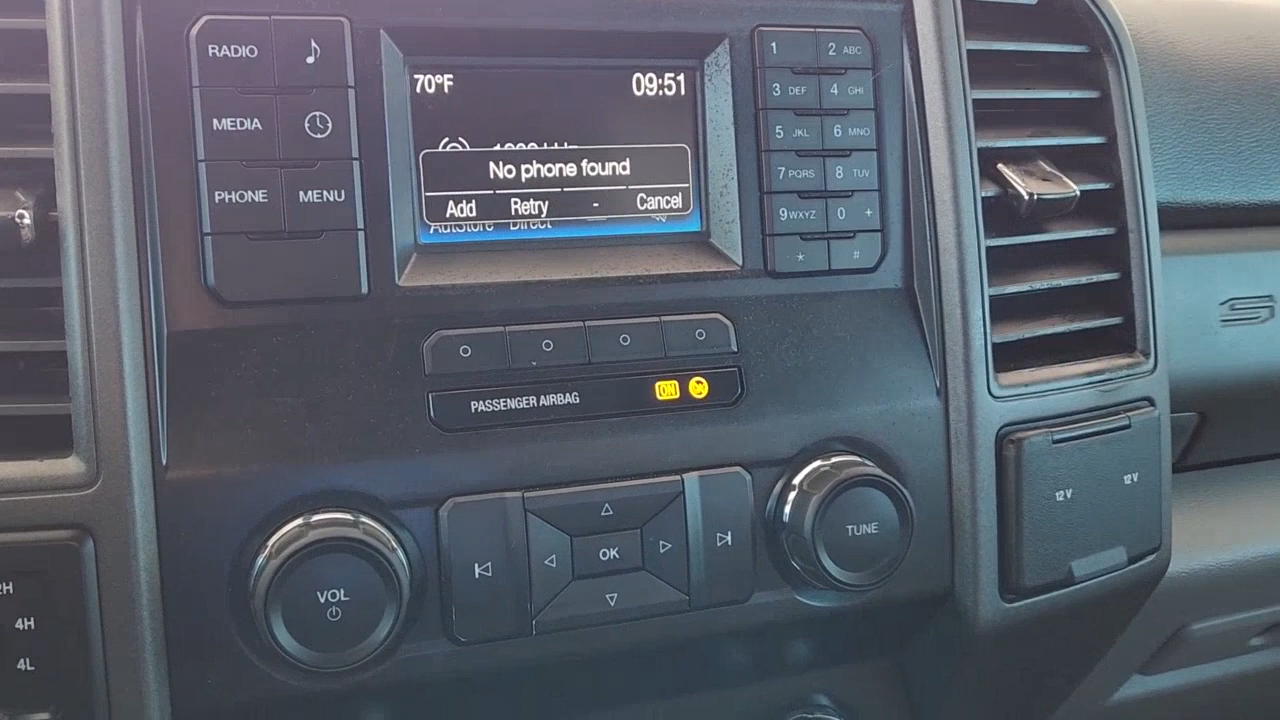 RADIO
MEDIA
PHONE
MENU
70°F
09:51
No phone found
Add Retry - Cancel
AutoStore Direct
1
2 ABC
3 DEF
4 GHI
5 JKL
6 MNO
7 PQRS
8 TUV
9 WXYZ
0 +
* #
PASSENGER AIRBAG ON
VOL
OK
TUNE
12V 12V
4H
4L
S